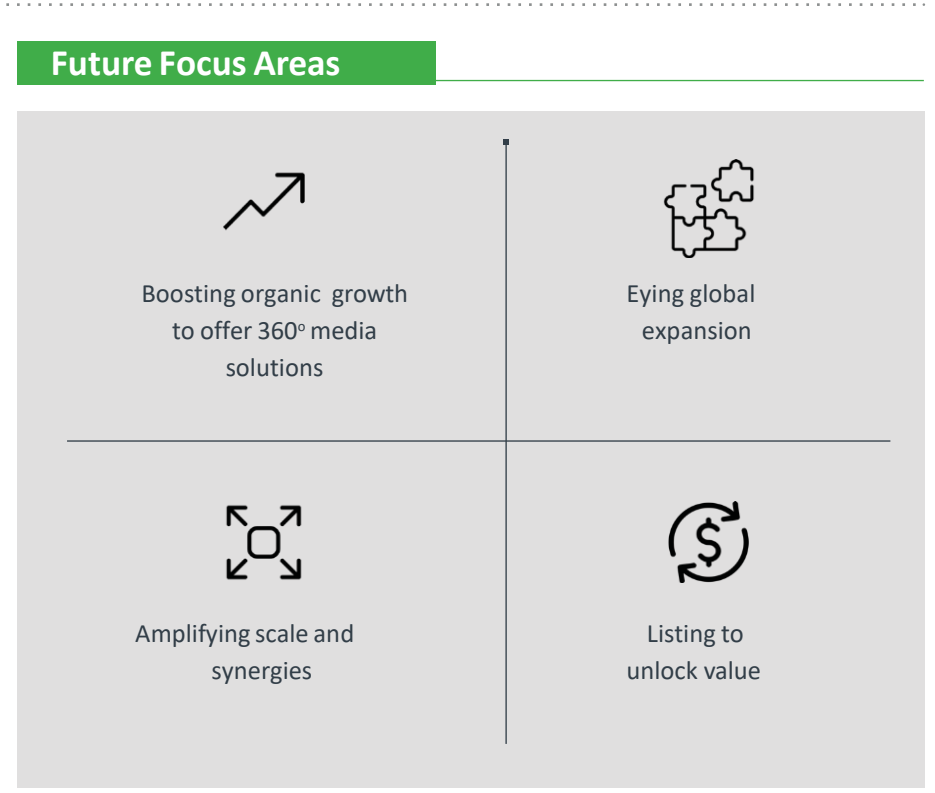 Future Focus Areas
Boosting organic growth
to offer 360° media
solutions
Eying global
expansion
Amplifying scale and
synergies
Listing to
unlock value